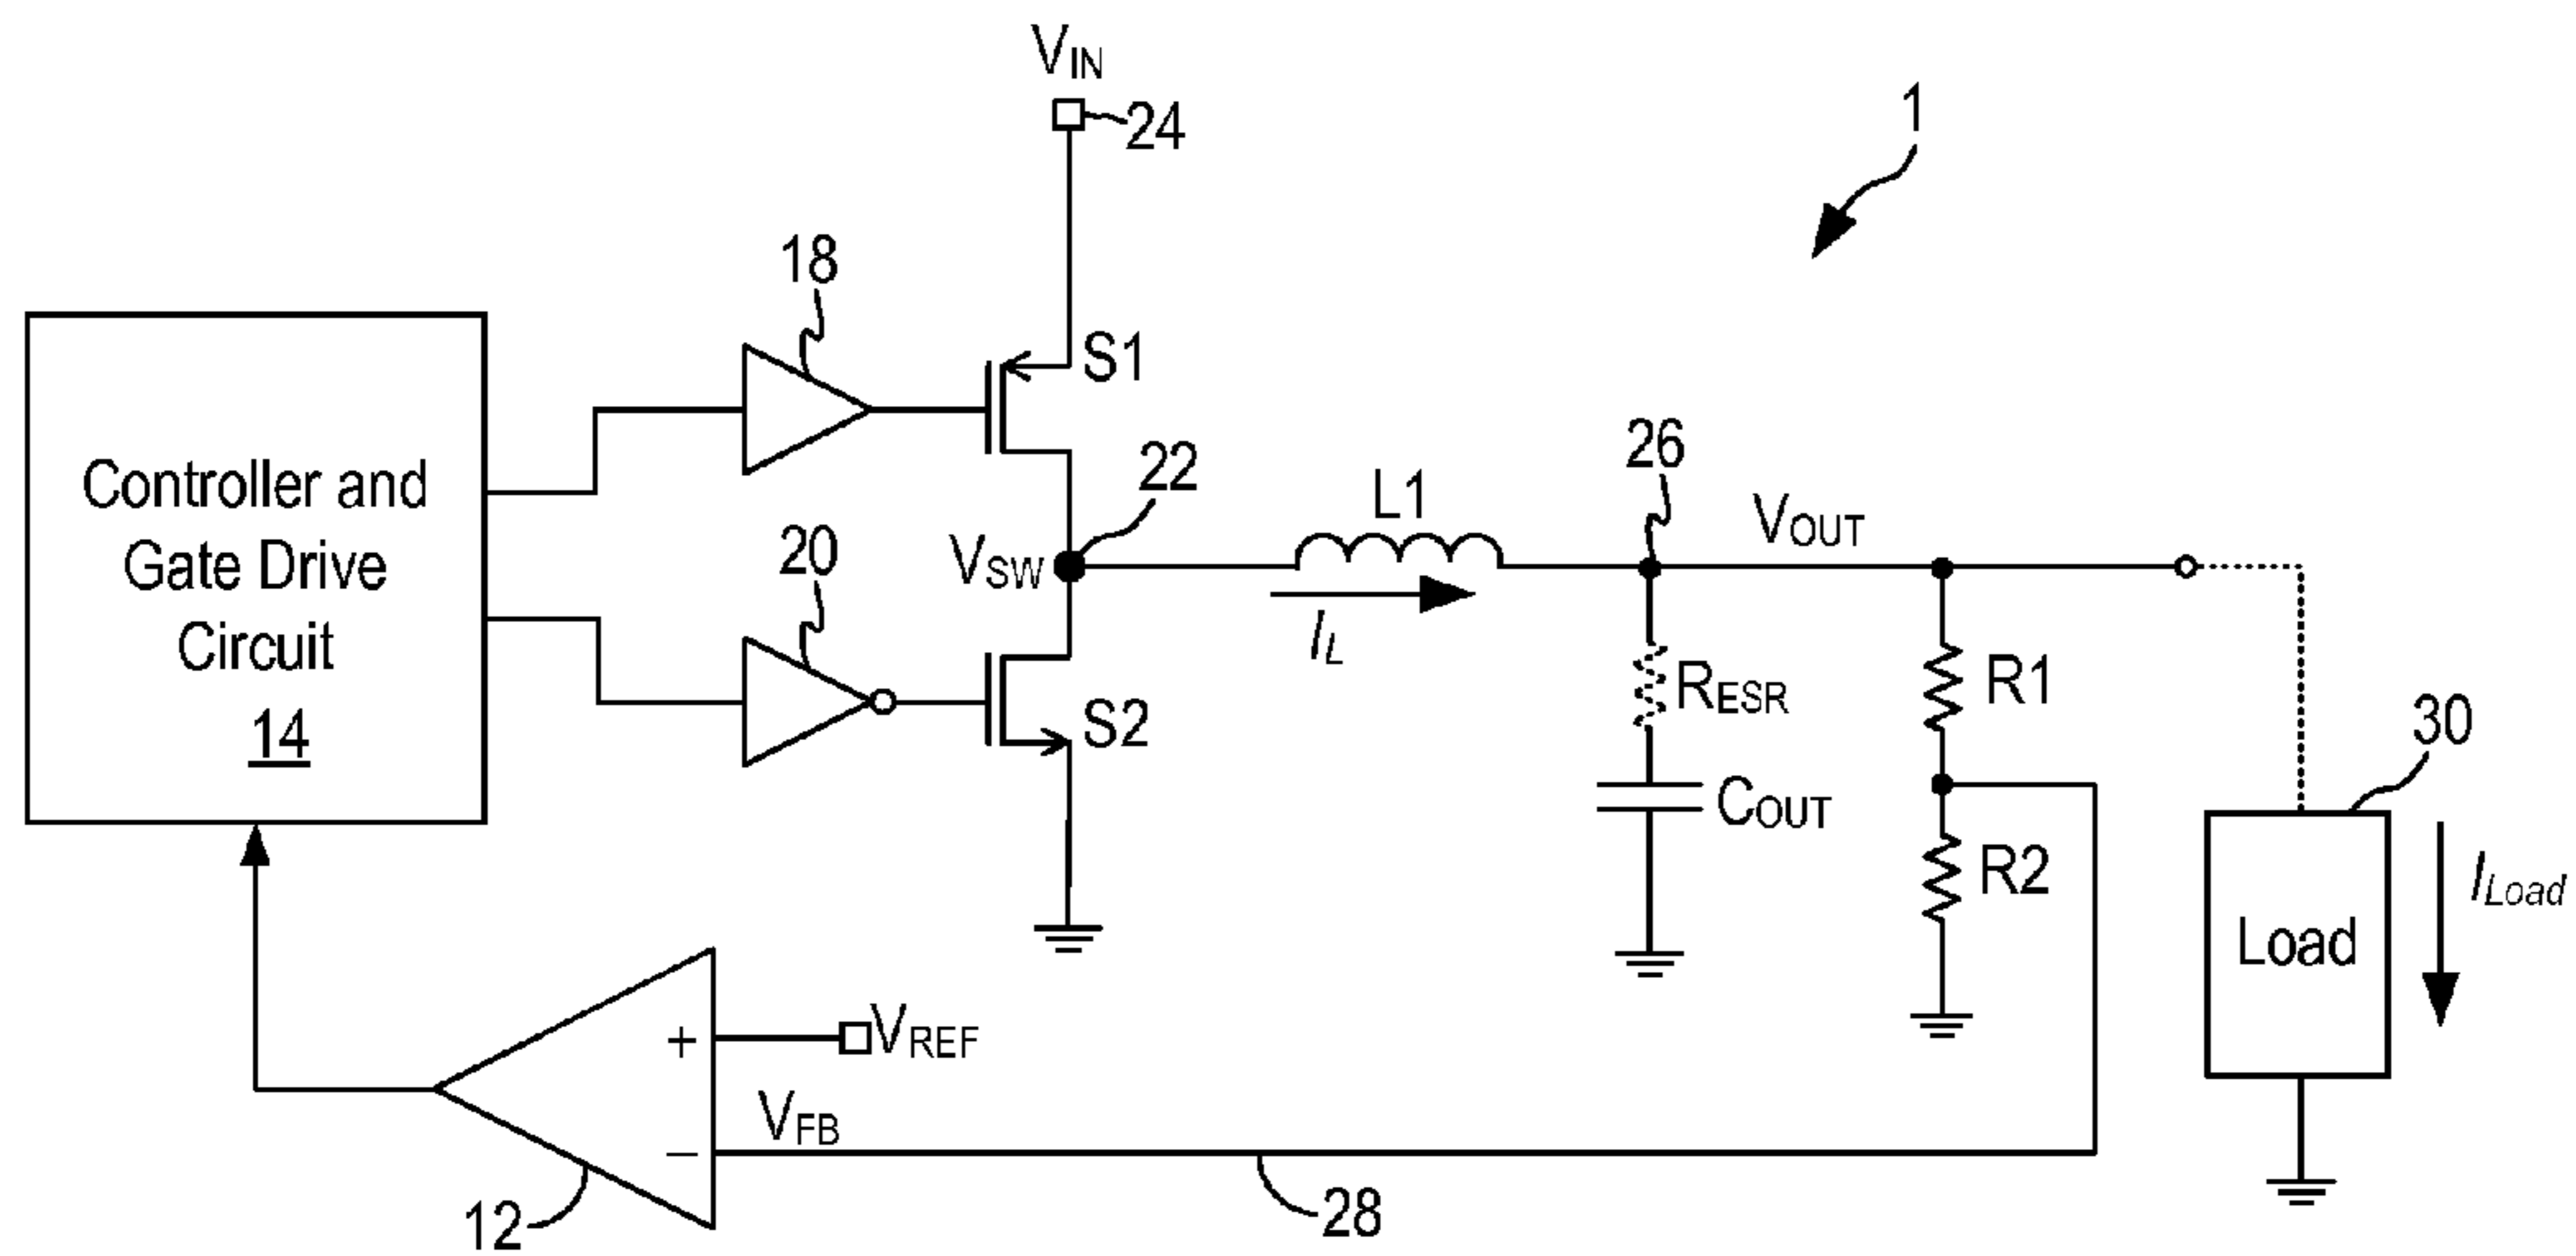 VIN
24
1
18
S1
Controller and
Gate Drive
Circuit
14
22
26
L1
VOUT
20
VSW
IL
RESR
R1
S2
30
COUT
R2
ILoad
Load
+
VREF
VFB
−
12
28